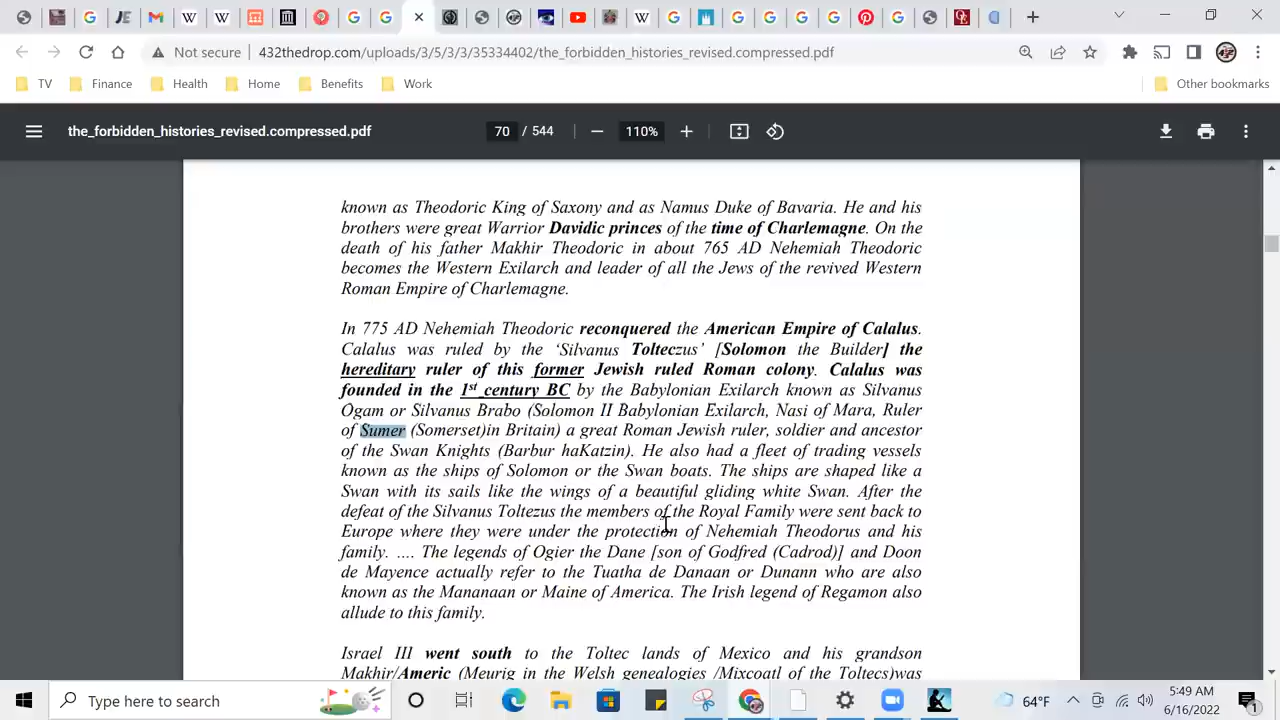 Not secure
432thedrop.com/uploads/3/5/3/3/35334402/the_forbidden_histories_revised.compressed.pdf
TV
Finance
Health
Home
Benefits
Work
Other bookmarks
the_forbidden_histories_revised.compressed.pdf
70 / 544
110%
known as Theodoric King of Saxony and as Namus Duke of Bavaria. He and his
brothers were great Warrior Davidic princes of the time of Charlemagne. On the
death of his father Makhir Theodoric in about 765 AD Nehemiah Theodoric
becomes the Western Exilarch and leader of all the Jews of the revived Western
Roman Empire of Charlemagne.
In 775 AD Nehemiah Theodoric reconquered the American Empire of Calalus.
Calalus was ruled by the ‘Silvanus Tolteczus’ [Solomon the Builder] the
hereditary ruler of this former Jewish ruled Roman colony. Calalus was
founded in the 1st century BC by the Babylonian Exilarch known as Silvanus
Ogam or Silvanus Brabo (Solomon II Babylonian Exilarch, Nasi of Mara, Ruler
of Sumer (Somerset)in Britain) a great Roman Jewish ruler, soldier and ancestor
of the Swan Knights (Barbur haKatzin). He also had a fleet of trading vessels
known as the ships of Solomon or the Swan boats. The ships are shaped like a
Swan with its sails like the wings of a beautiful gliding white Swan. After the
defeat of the Silvanus Toltezus the members of the Royal Family were sent back to
Europe where they were under the protection of Nehemiah Theodorus and his
family. …. The legends of Ogier the Dane [son of Godfred (Cadrod)] and Doon
de Mayence actually refer to the Tuatha de Danaan or Dunann who are also
known as the Mananaan or Maine of America. The Irish legend of Regamon also
allude to this family.
Israel III went south to the Toltec lands of Mexico and his grandson
Makhir/Americ (Meurig in the Welsh genealogies /Mixcoatl of the Toltecs)was
Type here to search
64°F
5:49 AM
6/16/2022
1